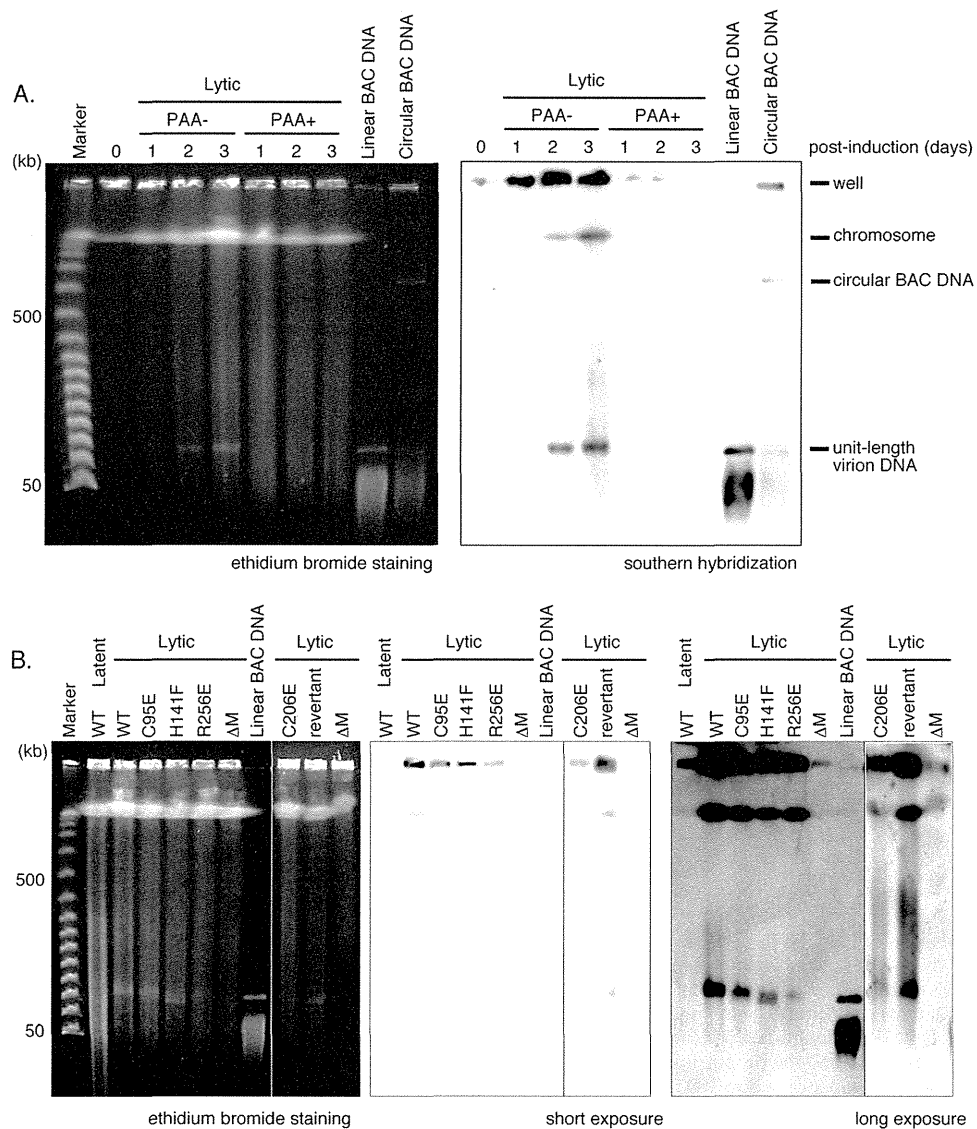 A.
Marker
Lytic
PAA- PAA+
0 1 2 3 1 2 3
Linear BAC DNA
Circular BAC DNA
Lytic
PAA- PAA+
0 1 2 3 1 2 3
Linear BAC DNA
Circular BAC DNA
post-induction (days)
(kb)
500
50
well
chromosome
circular BAC DNA
unit-length
virion DNA
ethidium bromide staining
southern hybridization
B.
Marker
Latent
WT
Lytic
WT
C95E
H141F
R256E
ΔM
Linear BAC DNA
Lytic
C206E
revertant
ΔM
Latent
WT
Lytic
WT
C95E
H141F
R256E
ΔM
Linear BAC DNA
Lytic
C206E
revertant
ΔM
Latent
WT
Lytic
WT
C95E
H141F
R256E
ΔM
Linear BAC DNA
Lytic
C206E
revertant
ΔM
(kb)
500
50
ethidium bromide staining
short exposure
long exposure